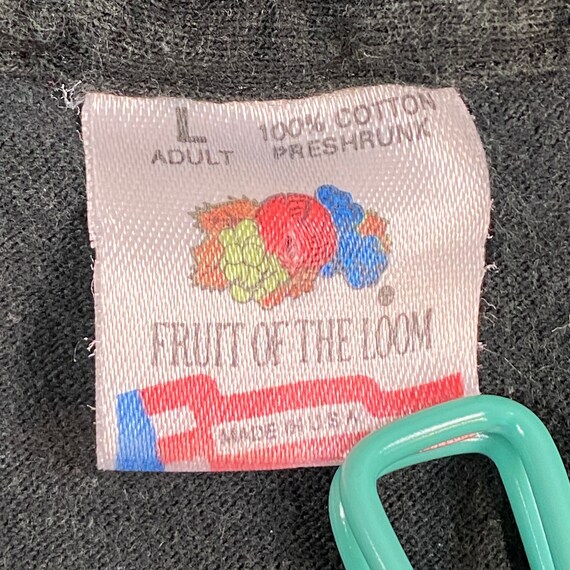 L 100% COTTON
ADULT PRESHRUNK
®
FRUIT OF THE LOOM
MADE IN U.S.A.